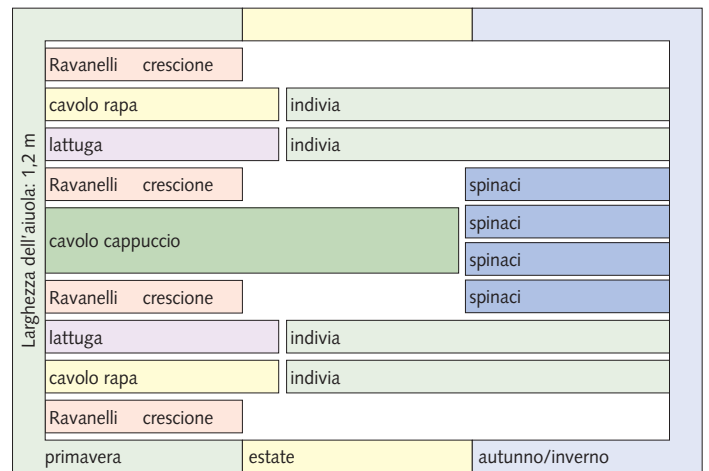 Larghezza dell'aiuola: 1,2 m
Ravanelli crescione
cavolo rapa indivia
lattuga indivia
Ravanelli crescione spinaci
spinaci
cavolo cappuccio
spinaci
Ravanelli crescione spinaci
lattuga indivia
cavolo rapa indivia
Ravanelli crescione
primavera estate autunno/inverno